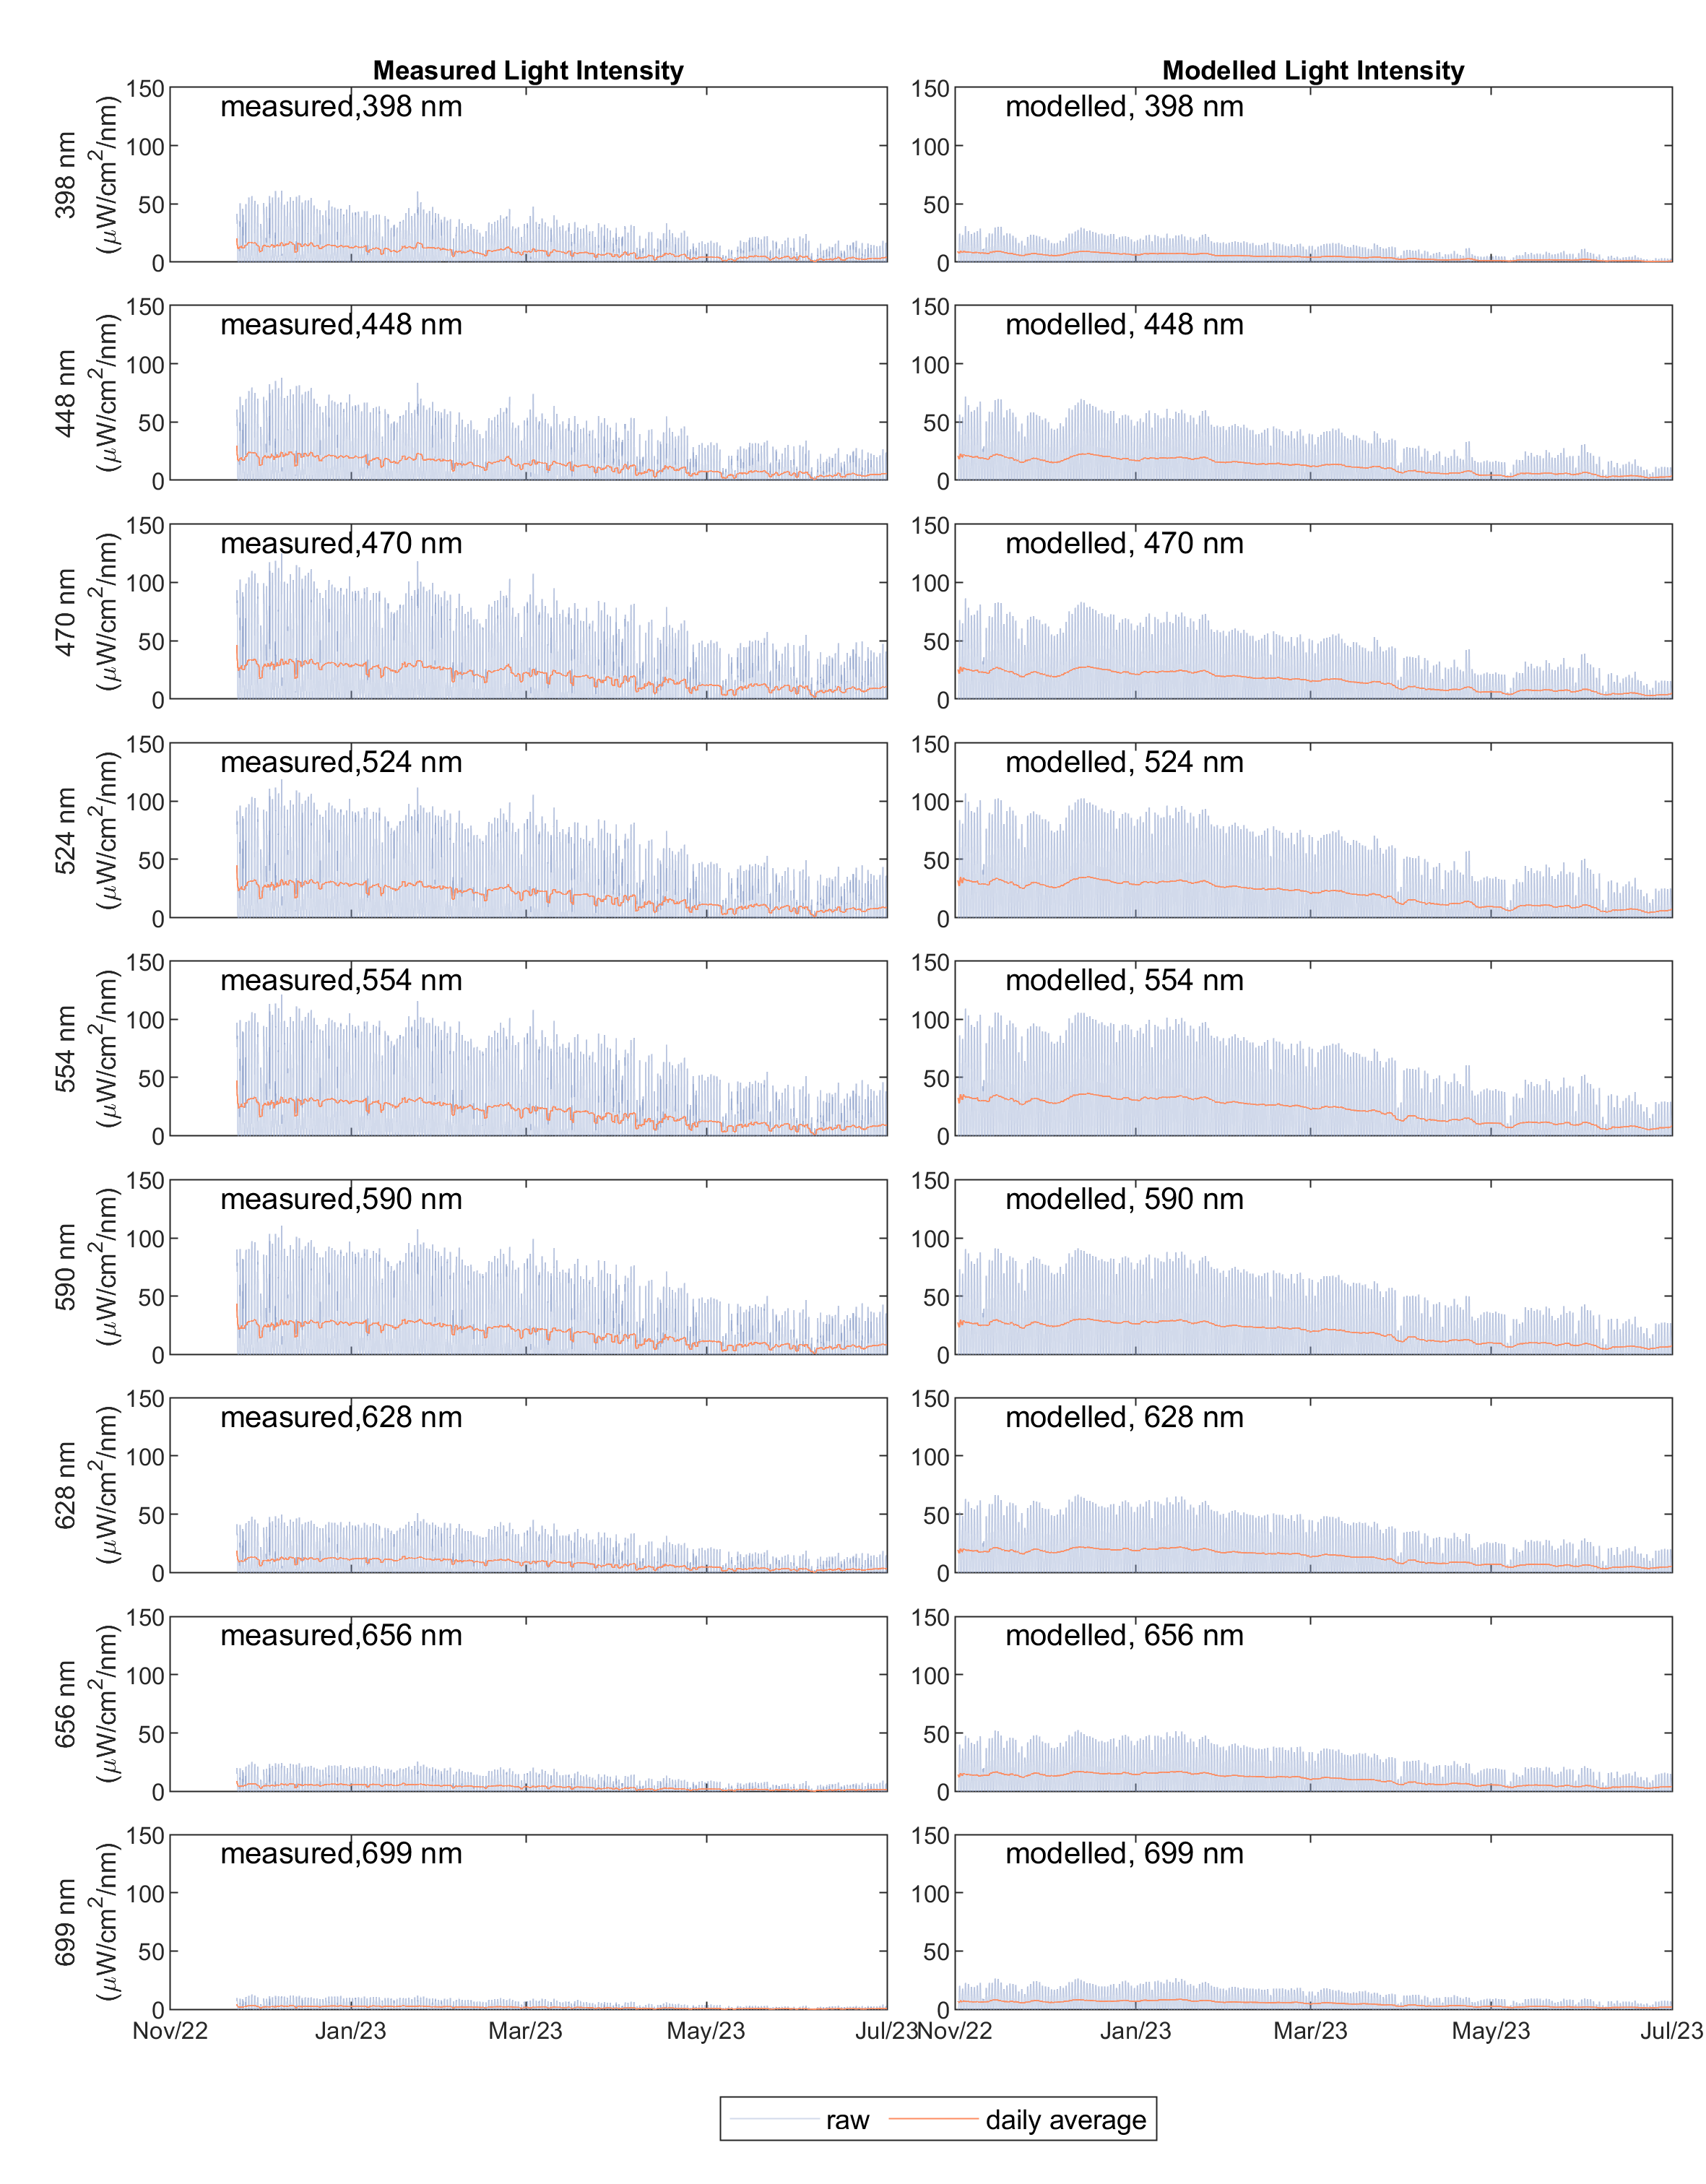 Measured Light Intensity
Modelled Light Intensity
398 nm
(μW/cm²/nm)
150
100
50
0
measured,398 nm
150
100
50
0
modelled, 398 nm
448 nm
(μW/cm²/nm)
150
100
50
0
measured,448 nm
150
100
50
0
modelled, 448 nm
470 nm
(μW/cm²/nm)
150
100
50
0
measured,470 nm
150
100
50
0
modelled, 470 nm
524 nm
(μW/cm²/nm)
150
100
50
0
measured,524 nm
150
100
50
0
modelled, 524 nm
554 nm
(μW/cm²/nm)
150
100
50
0
measured,554 nm
150
100
50
0
modelled, 554 nm
590 nm
(μW/cm²/nm)
150
100
50
0
measured,590 nm
150
100
50
0
modelled, 590 nm
628 nm
(μW/cm²/nm)
150
100
50
0
measured,628 nm
150
100
50
0
modelled, 628 nm
656 nm
(μW/cm²/nm)
150
100
50
0
measured,656 nm
150
100
50
0
modelled, 656 nm
699 nm
(μW/cm²/nm)
150
100
50
0
measured,699 nm
150
100
50
0
modelled, 699 nm
Nov/22 Jan/23 Mar/23 May/23 Jul/23
Nov/22 Jan/23 Mar/23 May/23 Jul/23
raw daily average